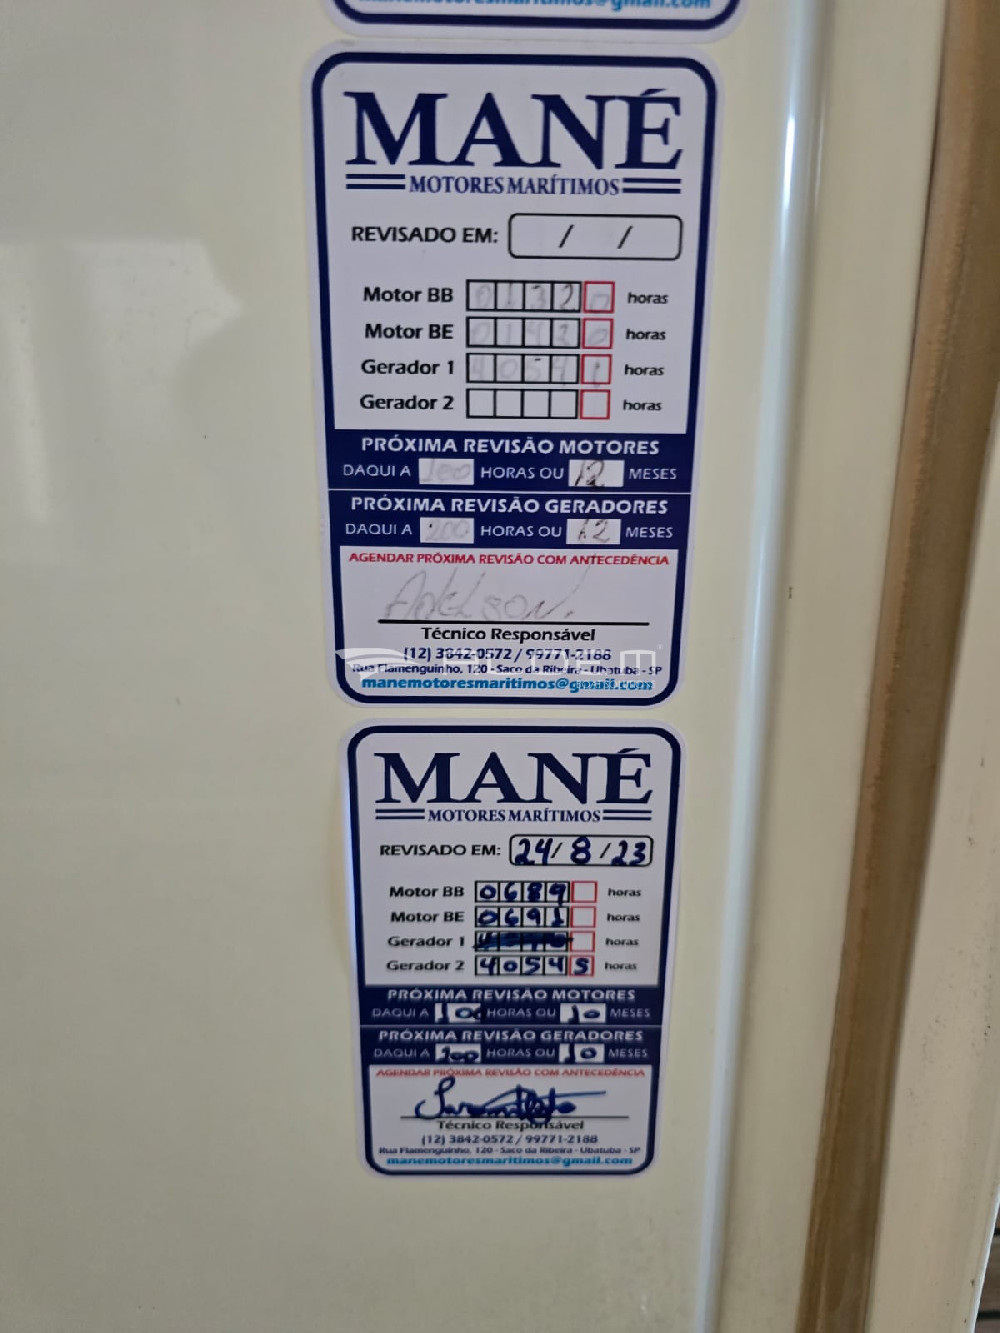 manemotoresmaritimos@gmail.com
MANÉ
MOTORES MARÍTIMOS
REVISADO EM: / /
Motor BB 01320 horas
Motor BE 01420 horas
Gerador 1 40541 horas
Gerador 2 horas
PRÓXIMA REVISÃO MOTORES
DAQUI A 100 HORAS OU 12 MESES
PRÓXIMA REVISÃO GERADORES
DAQUI A 200 HORAS OU 12 MESES
AGENDAR PRÓXIMA REVISÃO COM ANTECEDÊNCIA
Técnico Responsável
(12) 3842-0572 / 99771-2188
Rua Flamenguinho, 120 - Saco da Ribeira - Ubatuba - SP
manemotoresmaritimos@gmail.com
MANÉ
MOTORES MARÍTIMOS
REVISADO EM: 24/8/23
Motor BB 0689 horas
Motor BE 0691 horas
Gerador 1 horas
Gerador 2 40545 horas
PRÓXIMA REVISÃO MOTORES
DAQUI A 100 HORAS OU 10 MESES
PRÓXIMA REVISÃO GERADORES
DAQUI A 200 HORAS OU 10 MESES
AGENDAR PRÓXIMA REVISÃO COM ANTECEDÊNCIA
Técnico Responsável
(12) 3842-0572 / 99771-2188
Rua Flamenguinho, 120 - Saco da Ribeira - Ubatuba - SP
manemotoresmaritimos@gmail.com